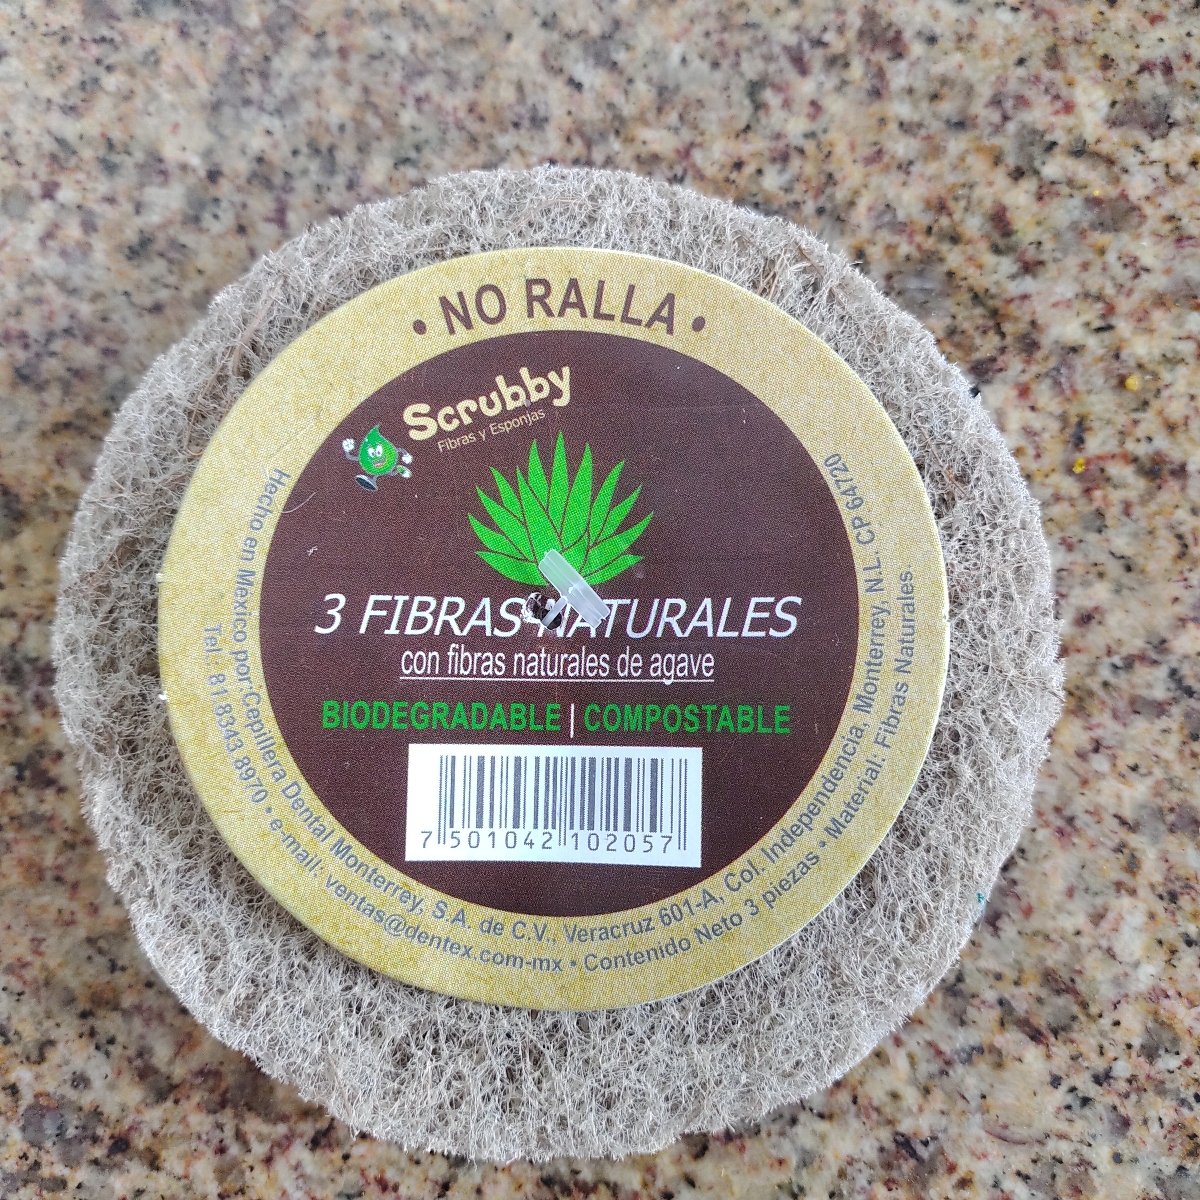 • NO RALLA •
Scrubby
Fibras y Esponjas
3 FIBRAS NATURALES
con fibras naturales de agave
BIODEGRADABLE | COMPOSTABLE
7 501042 102057
Hecho en Mexico por: Cepillera Dental Monterrey, S.A. de C.V., Veracruz 601-A, Col. Independencia, Monterrey, N.L. CP 64720
Tel.: 81 8343 8970 • e-mail: ventas@dentex.com-mx • Contenido Neto 3 piezas • Material: Fibras Naturales.